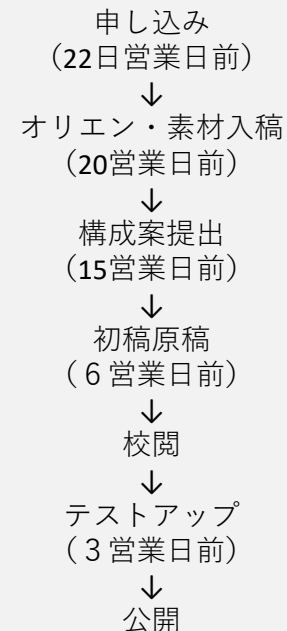 申し込み
（22日営業日前）
↓
オリエン・素材入稿
（20営業日前）
↓
構成案提出
（15営業日前）
↓
初稿原稿
（６営業日前）
↓
校閲
↓
テストアップ
（３営業日前）
↓
公開